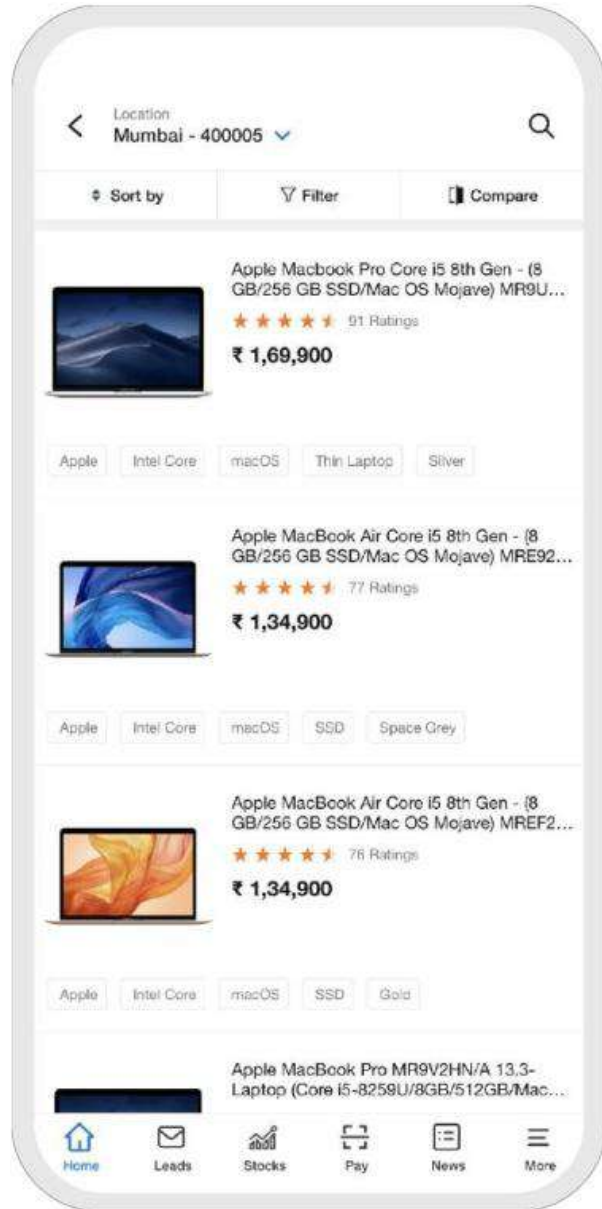 Location
Mumbai - 400005
Sort by
Filter
Compare
Apple Macbook Pro Core i5 8th Gen - (8
GB/256 GB SSD/Mac OS Mojave) MR9U...
91 Ratings
₹ 1,69,900
Apple Intel Core macOS Thin Laptop Silver
Apple MacBook Air Core i5 8th Gen - (8
GB/256 GB SSD/Mac OS Mojave) MRE92...
77 Ratings
₹ 1,34,900
Apple Intel Core macOS SSD Space Grey
Apple MacBook Air Core i5 8th Gen - (8
GB/256 GB SSD/Mac OS Mojave) MREF2...
76 Ratings
₹ 1,34,900
Apple Intel Core macOS SSD Gold
Apple MacBook Pro MR9V2HN/A 13.3-
Laptop (Core i5-8259U/8GB/512GB/Mac...
Home Leads Stocks Pay News More